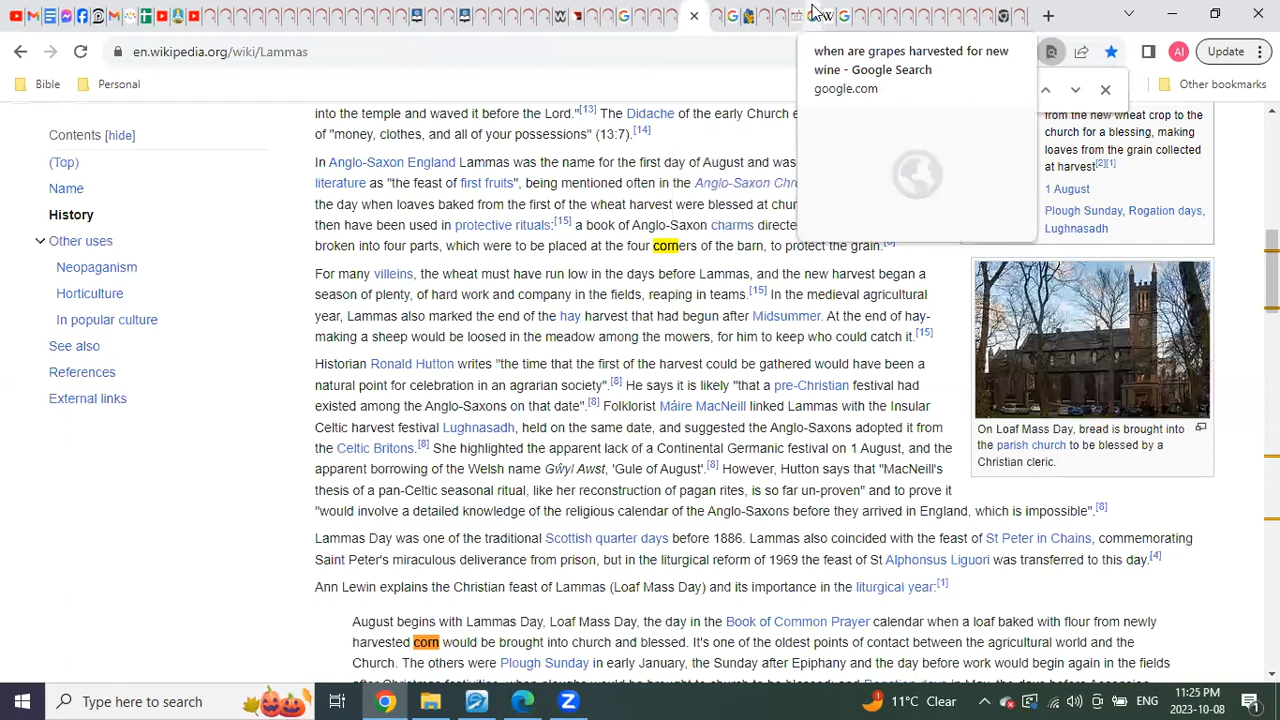 en.wikipedia.org/wiki/Lammas
Update
Bible
Personal
Other bookmarks
when are grapes harvested for new
wine - Google Search
google.com
Contents [hide]
(Top)
Name
History
Other uses
Neopaganism
Horticulture
In popular culture
See also
References
External links
into the temple and waved it before the Lord."[13] The Didache of the early Church
of "money, clothes, and all of your possessions" (13:7).[14]
In Anglo-Saxon England Lammas was the name for the first day of August and was
literature as "the feast of first fruits", being mentioned often in the Anglo-Saxon Chro
the day when loaves baked from the first of the wheat harvest were blessed at chur
then have been used in protective rituals:[15] a book of Anglo-Saxon charms directe
broken into four parts, which were to be placed at the four corners of the barn, to protect the grain.
For many villeins, the wheat must have run low in the days before Lammas, and the new harvest began a
season of plenty, of hard work and company in the fields, reaping in teams.[15] In the medieval agricultural
year, Lammas also marked the end of the hay harvest that had begun after Midsummer. At the end of hay-
making a sheep would be loosed in the meadow among the mowers, for him to keep who could catch it.[15]
Historian Ronald Hutton writes "the time that the first of the harvest could be gathered would have been a
natural point for celebration in an agrarian society".[8] He says it is likely "that a pre-Christian festival had
existed among the Anglo-Saxons on that date".[8] Folklorist Máire MacNeill linked Lammas with the Insular
Celtic harvest festival Lughnasadh, held on the same date, and suggested the Anglo-Saxons adopted it from
the Celtic Britons.[8] She highlighted the apparent lack of a Continental Germanic festival on 1 August, and the
apparent borrowing of the Welsh name Gŵyl Awst, 'Gule of August'.[8] However, Hutton says that "MacNeill's
thesis of a pan-Celtic seasonal ritual, like her reconstruction of pagan rites, is so far un-proven" and to prove it
"would involve a detailed knowledge of the religious calendar of the Anglo-Saxons before they arrived in England, which is impossible".[8]
Lammas Day was one of the traditional Scottish quarter days before 1886. Lammas also coincided with the feast of St Peter in Chains, commemorating
Saint Peter's miraculous deliverance from prison, but in the liturgical reform of 1969 the feast of St Alphonsus Liguori was transferred to this day.[4]
Ann Lewin explains the Christian feast of Lammas (Loaf Mass Day) and its importance in the liturgical year:[1]
August begins with Lammas Day, Loaf Mass Day, the day in the Book of Common Prayer calendar when a loaf baked with flour from newly
harvested corn would be brought into church and blessed. It's one of the oldest points of contact between the agricultural world and the
Church. The others were Plough Sunday in early January, the Sunday after Epiphany and the day before work would begin again in the fields
from the new wheat crop to the
church for a blessing, making
loaves from the grain collected
at harvest[2][1]
1 August
Plough Sunday, Rogation days,
Lughnasadh
On Loaf Mass Day, bread is brought into
the parish church to be blessed by a
Christian cleric.
Type here to search
11°C Clear
ENG
11:25 PM
2023-10-08